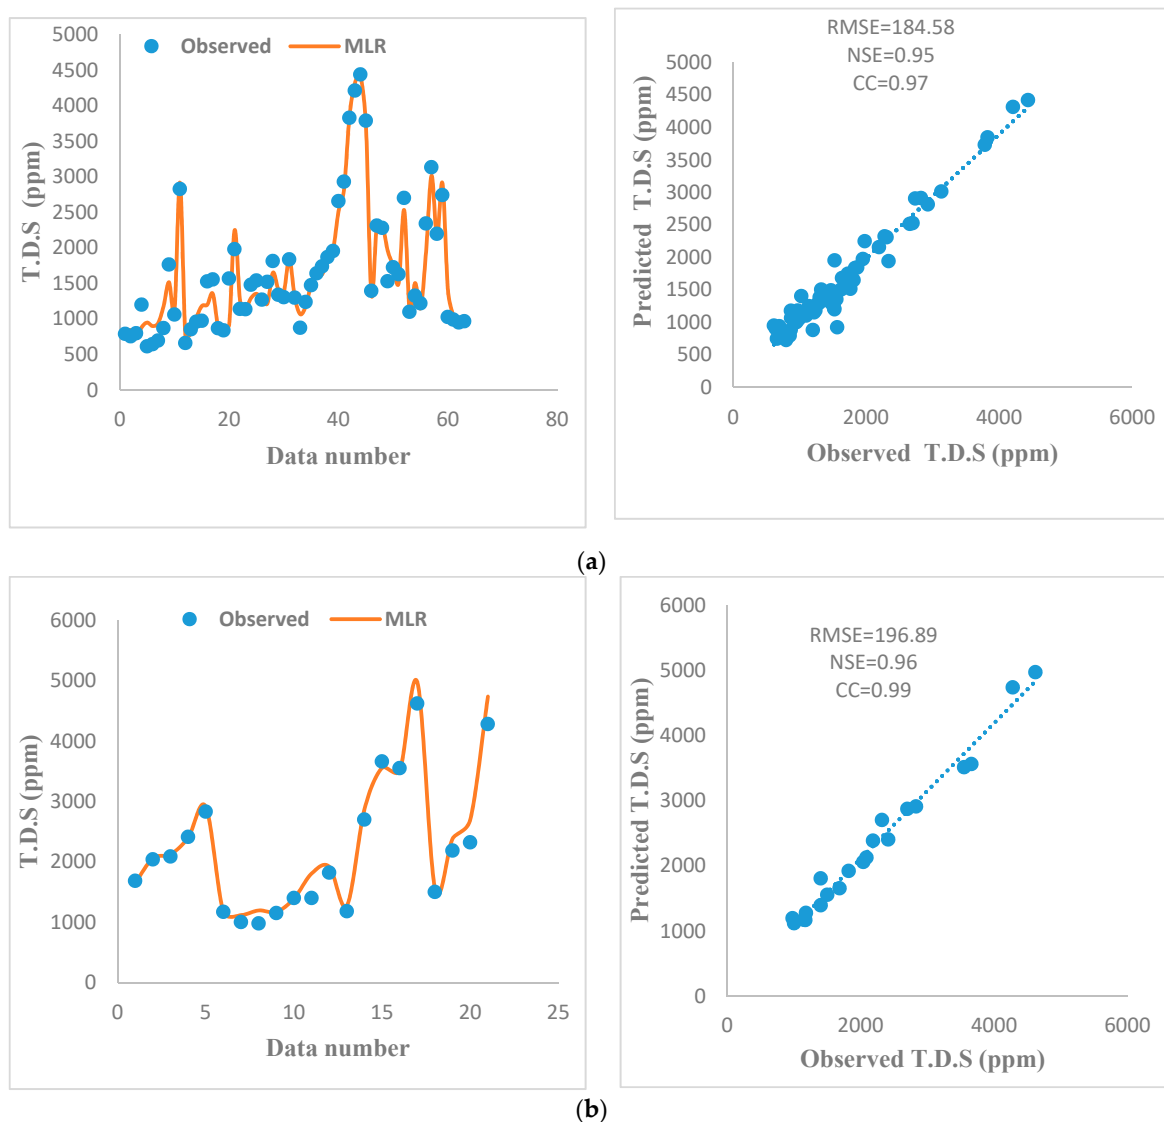 Observed MLR
5000
4500
4000
3500
3000
2500
2000
1500
1000
500
0
T.D.S (ppm)
0 20 40 60 80
Data number
RMSE=184.58
NSE=0.95
CC=0.97
5000
4500
4000
3500
3000
2500
2000
1500
1000
500
0
Predicted T.D.S (ppm)
0 2000 4000 6000
Observed T.D.S (ppm)
(a)
Observed MLR
6000
5000
4000
3000
2000
1000
0
T.D.S (ppm)
0 5 10 15 20 25
Data number
RMSE=196.89
NSE=0.96
CC=0.99
6000
5000
4000
3000
2000
1000
0
Predicted T.D.S (ppm)
0 2000 4000 6000
Observed T.D.S (ppm)
(b)